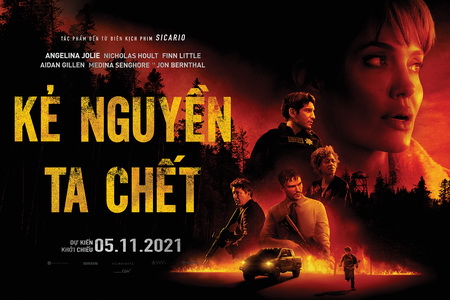 TÁC PHẨM ĐẾN TỪ BIÊN KỊCH PHIM SICARIO
ANGELINA JOLIE NICHOLAS HOULT FINN LITTLE
AIDAN GILLEN MEDINA SENGHORE VÀ JON BERNTHAL
KẺ NGUYỀN
TA CHẾT
DỰ KIẾN
KHỞI CHIẾU 05.11.2021